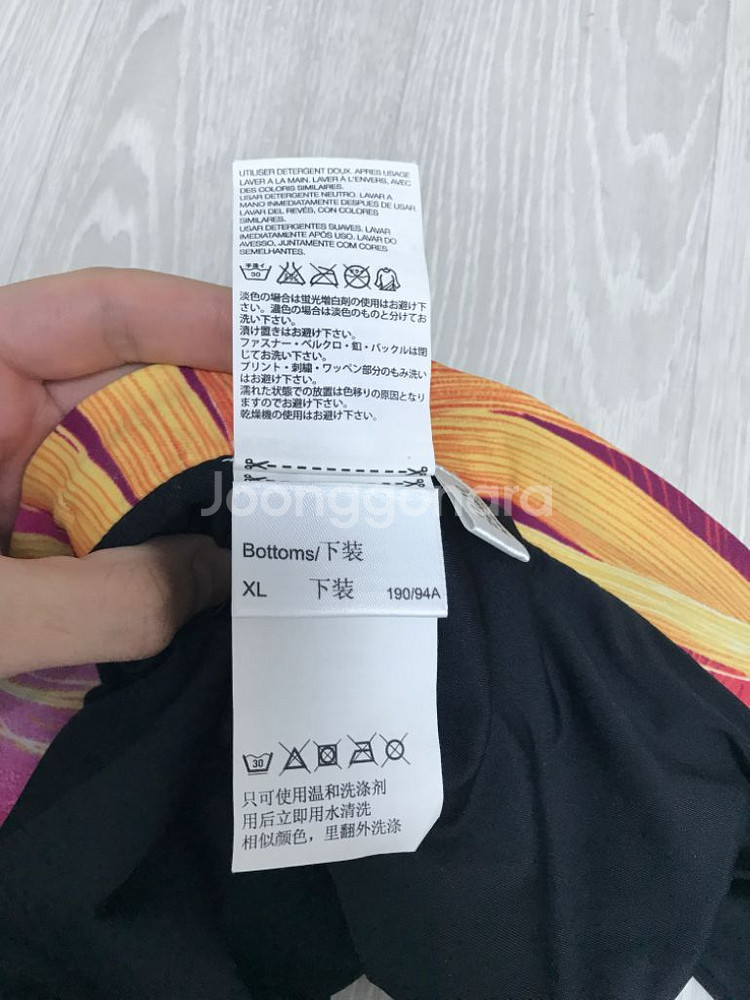 UTILISER DETERGENT DOUX. APRES USAGE
LAVER A LA MAIN. LAVER À L'ENVERS, AVEC
DES COLORIS SIMILAIRES.
USAR DETERGENTE NEUTRO. LAVAR A
MANO INMEDIATAMENTE DESPUES DE USAR.
LAVAR DEL REVÉS, CON COLORES
SIMILARES.
USAR DETERGENTES SUAVES. LAVAR
IMEDIATAMENTE APÓS USO. LAVAR DO
AVESSO, JUNTAMENTE COM CORES
SEMELHANTES.
手洗イ
30
淡色の場合は蛍光増白剤の使用はお避け下
さい。濃色の場合は淡色のものと分けてお
洗い下さい。
漬け置きはお避け下さい。
ファスナー・ベルクロ・釦・バックルは閉
じてお洗い下さい。
プリント・刺繍・ワッペン部分のもみ洗い
はお避け下さい。
濡れた状態での放置は色移りの原因となり
ますのでお避け下さい。
乾燥機の使用はお避け下さい。
Joonggonara
Bottoms/下装
XL 下装 190/94A
30
只可使用温和洗涤剂
用后立即用水清洗
相似颜色，里翻外洗涤